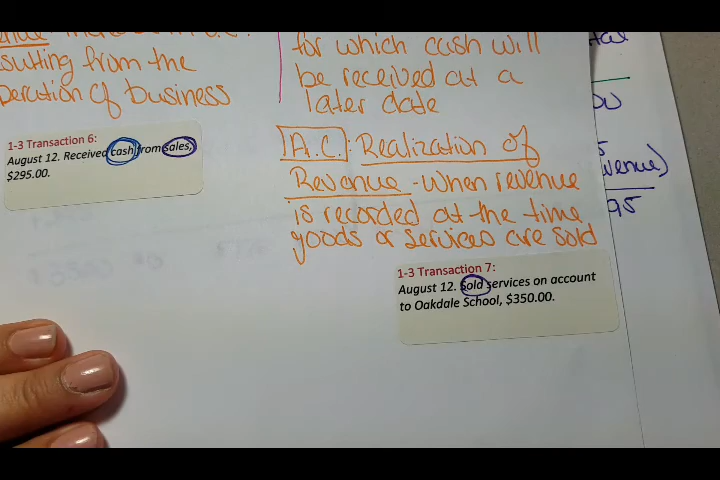 sulting from the
peration of business
1-3 Transaction 6:
August 12. Received cash from sales,
$295.00.
for which cash will
be received at a
later date
A.C.: Realization of
Revenue - When revenue
is recorded at the time
goods or services are sold
1-3 Transaction 7:
August 12. Sold services on account
to Oakdale School, $350.00.
venue)
95